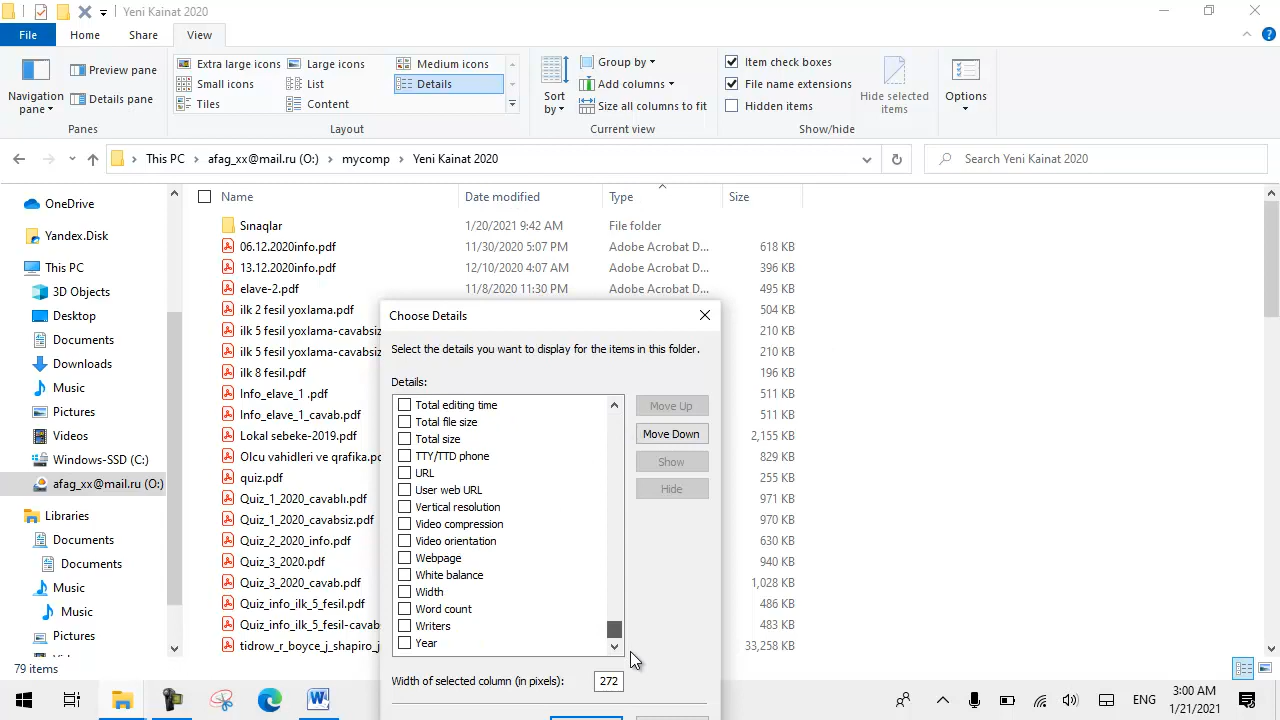 Yeni Kainat 2020
File Home Share View
Extra large icons Large icons Medium icons
Small icons List Details
Tiles Content
Navigation pane
Preview pane
Details pane
Sort by
Group by
Add columns
Size all columns to fit
Item check boxes
File name extensions
Hidden items
Hide selected items
Options
Panes Layout Current view Show/hide
This PC afag_xx@mail.ru (O:) mycomp Yeni Kainat 2020
Search Yeni Kainat 2020
OneDrive
Yandex.Disk
This PC
3D Objects
Desktop
Documents
Downloads
Music
Pictures
Videos
Windows-SSD (C:)
afag_xx@mail.ru (O:)
Libraries
Documents
Documents
Music
Music
Pictures
Name Date modified Type Size
Sınaqlar 1/20/2021 9:42 AM File folder
06.12.2020info.pdf 11/30/2020 5:07 PM Adobe Acrobat D... 618 KB
13.12.2020info.pdf 12/10/2020 4:07 AM Adobe Acrobat D... 396 KB
elave-2.pdf 11/8/2020 11:30 PM Adobe Acrobat D... 495 KB
ilk 2 fesil yoxlama.pdf 504 KB
ilk 5 fesil yoxlama-cavabsiz 210 KB
ilk 5 fesil yoxlama-cavabsiz 210 KB
ilk 8 fesil.pdf 196 KB
Info_elave_1 .pdf 511 KB
Info_elave_1_cavab.pdf 511 KB
Lokal sebeke-2019.pdf 2,155 KB
Olcu vahidleri ve qrafika.pd 829 KB
quiz.pdf 255 KB
Quiz_1_2020_cavablı.pdf 971 KB
Quiz_1_2020_cavabsiz.pdf 970 KB
Quiz_2_2020_info.pdf 630 KB
Quiz_3_2020.pdf 940 KB
Quiz_3_2020_cavab.pdf 1,028 KB
Quiz_info_ilk_5_fesil.pdf 486 KB
Quiz_info_ilk_5_fesil-cavab 483 KB
tidrow_r_boyce_j_shapiro_j 33,258 KB
Choose Details
Select the details you want to display for the items in this folder.
Details:
Total editing time
Total file size
Total size
TTY/TTD phone
URL
User web URL
Vertical resolution
Video compression
Video orientation
Webpage
White balance
Width
Word count
Writers
Year
Move Up
Move Down
Show
Hide
Width of selected column (in pixels): 272
79 items
ENG
3:00 AM
1/21/2021